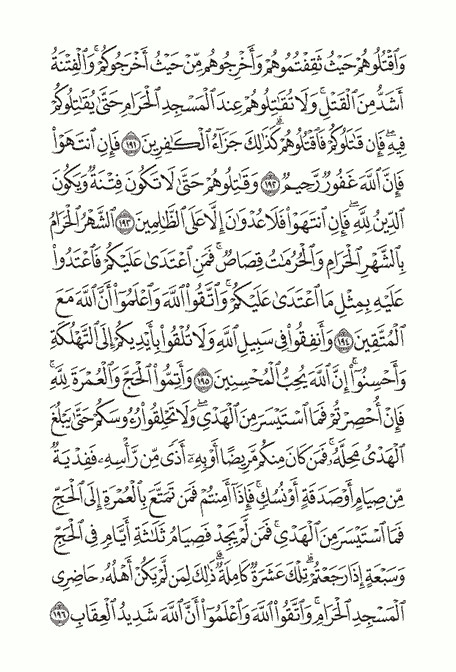 وَٱقۡتُلُوهُمۡ حَيۡثُ ثَقِفۡتُمُوهُمۡ وَأَخۡرِجُوهُم مِّنۡ حَيۡثُ أَخۡرَجُوكُمۡۚ وَٱلۡفِتۡنَةُ
أَشَدُّ مِنَ ٱلۡقَتۡلِۚ وَلَا تُقَٰتِلُوهُمۡ عِندَ ٱلۡمَسۡجِدِ ٱلۡحَرَامِ حَتَّىٰ يُقَٰتِلُوكُمۡ
فِيهِۖ فَإِن قَٰتَلُوكُمۡ فَٱقۡتُلُوهُمۡۗ كَذَٰلِكَ جَزَآءُ ٱلۡكَٰفِرِينَ ١٩١ فَإِنِ ٱنتَهَوۡاْ
فَإِنَّ ٱللَّهَ غَفُورٞ رَّحِيمٞ ١٩٢ وَقَٰتِلُوهُمۡ حَتَّىٰ لَا تَكُونَ فِتۡنَةٞ وَيَكُونَ
ٱلدِّينُ لِلَّهِۖ فَإِنِ ٱنتَهَوۡاْ فَلَا عُدۡوَٰنَ إِلَّا عَلَى ٱلظَّٰلِمِينَ ١٩٣ ٱلشَّهۡرُ ٱلۡحَرَامُ
بِٱلشَّهۡرِ ٱلۡحَرَامِ وَٱلۡحُرُمَٰتُ قِصَاصٞۚ فَمَنِ ٱعۡتَدَىٰ عَلَيۡكُمۡ فَٱعۡتَدُواْ
عَلَيۡهِ بِمِثۡلِ مَا ٱعۡتَدَىٰ عَلَيۡكُمۡۚ وَٱتَّقُواْ ٱللَّهَ وَٱعۡلَمُوٓاْ أَنَّ ٱللَّهَ مَعَ
ٱلۡمُتَّقِينَ ١٩٤ وَأَنفِقُواْ فِي سَبِيلِ ٱللَّهِ وَلَا تُلۡقُواْ بِأَيۡدِيكُمۡ إِلَى ٱلتَّهۡلُكَةِ
وَأَحۡسِنُوٓاْۚ إِنَّ ٱللَّهَ يُحِبُّ ٱلۡمُحۡسِنِينَ ١٩٥ وَأَتِمُّواْ ٱلۡحَجَّ وَٱلۡعُمۡرَةَ لِلَّهِۚ
فَإِنۡ أُحۡصِرۡتُمۡ فَمَا ٱسۡتَيۡسَرَ مِنَ ٱلۡهَدۡيِۖ وَلَا تَحۡلِقُواْ رُءُوسَكُمۡ حَتَّىٰ يَبۡلُغَ
ٱلۡهَدۡيُ مَحِلَّهُۥۚ فَمَن كَانَ مِنكُم مَّرِيضًا أَوۡ بِهِۦٓ أَذٗى مِّن رَّأۡسِهِۦ فَفِدۡيَةٞ
مِّن صِيَامٍ أَوۡ صَدَقَةٍ أَوۡ نُسُكٖۚ فَإِذَآ أَمِنتُمۡ فَمَن تَمَتَّعَ بِٱلۡعُمۡرَةِ إِلَى ٱلۡحَجِّ
فَمَا ٱسۡتَيۡسَرَ مِنَ ٱلۡهَدۡيِۚ فَمَن لَّمۡ يَجِدۡ فَصِيَامُ ثَلَٰثَةِ أَيَّامٖ فِي ٱلۡحَجِّ
وَسَبۡعَةٍ إِذَا رَجَعۡتُمۡۗ تِلۡكَ عَشَرَةٞ كَامِلَةٞۗ ذَٰلِكَ لِمَن لَّمۡ يَكُنۡ أَهۡلُهُۥ حَاضِرِي
ٱلۡمَسۡجِدِ ٱلۡحَرَامِۚ وَٱتَّقُواْ ٱللَّهَ وَٱعۡلَمُوٓاْ أَنَّ ٱللَّهَ شَدِيدُ ٱلۡعِقَابِ ١٩٦